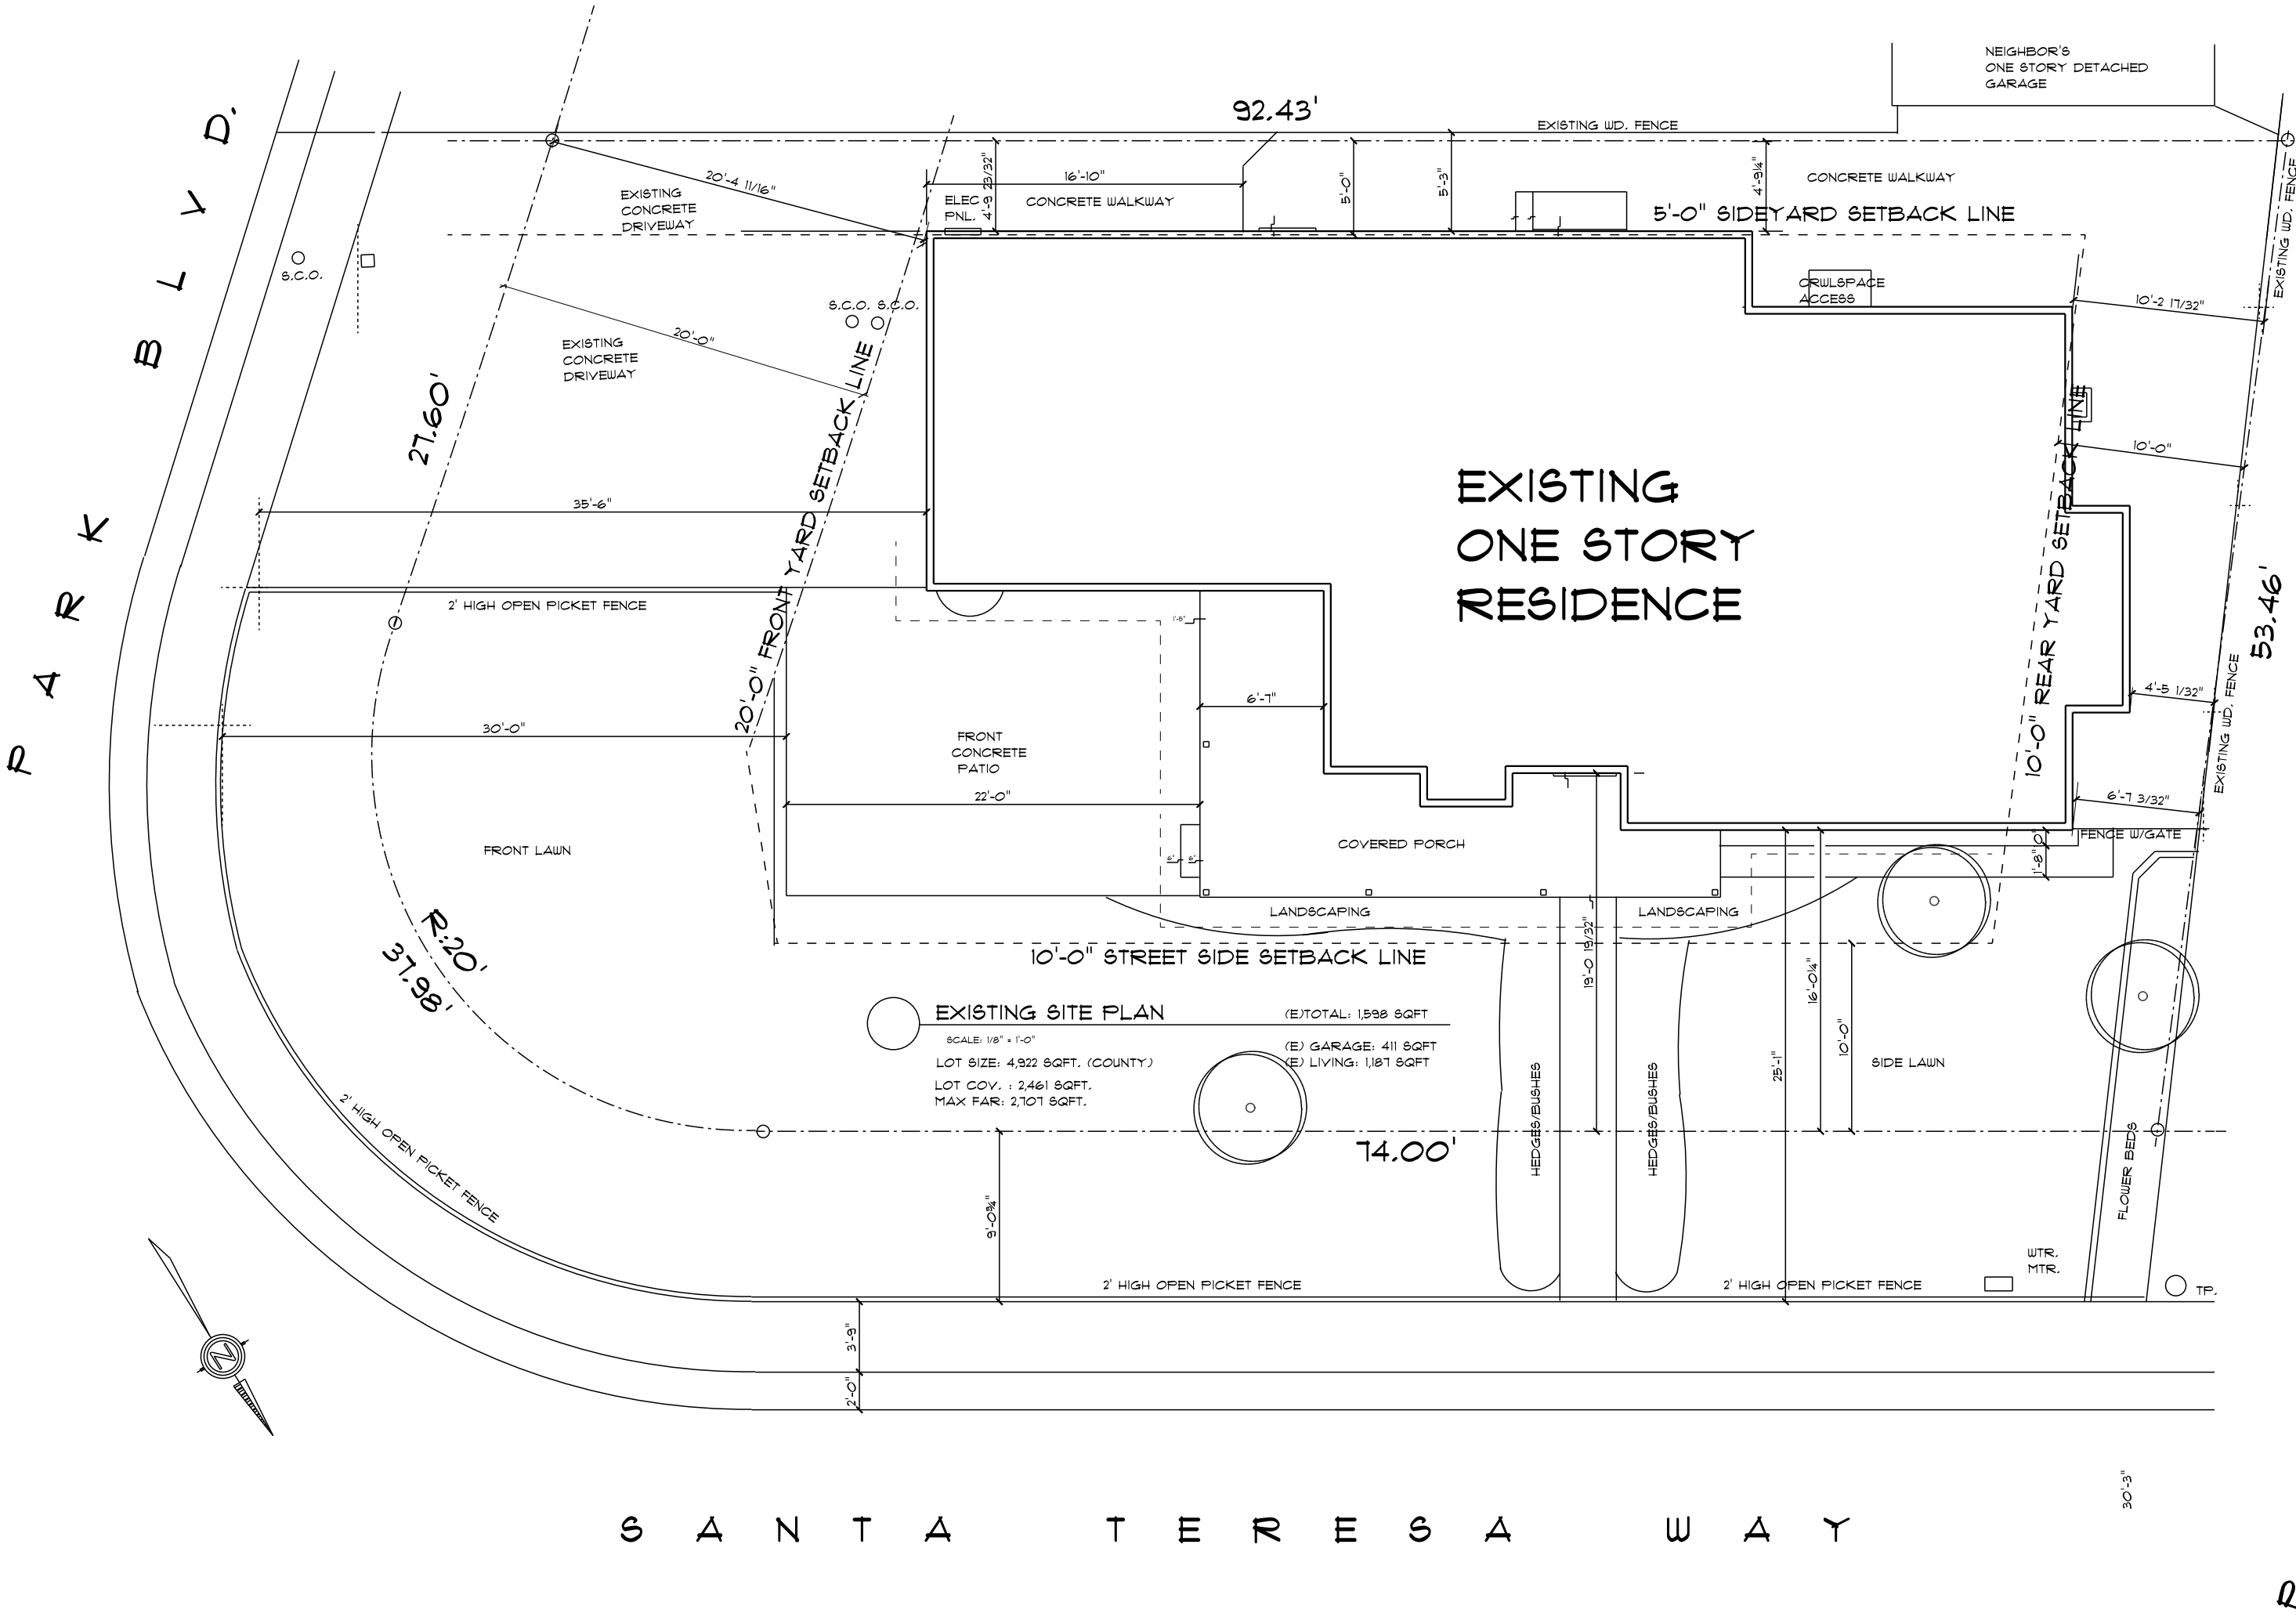 NEIGHBOR'S
ONE STORY DETACHED
GARAGE
92.43'
EXISTING WD. FENCE
PARK BLVD.
EXISTING
CONCRETE
DRIVEWAY
20'-4 11/16"
ELEC
PNL.
4'-9 23/32"
16'-10"
CONCRETE WALKWAY
5'-0"
5'-3"
4'-9¼"
CONCRETE WALKWAY
5'-0" SIDEYARD SETBACK LINE
EXISTING WD. FENCE
S.C.O.
S.C.O. S.C.O.
CRWLSPACE
ACCESS
10'-2 17/32"
EXISTING
CONCRETE
DRIVEWAY
20'-0"
27.60'
20'-0" FRONT YARD SETBACK LINE
10'-0"
10'-0" REAR YARD SETBACK LINE
35'-6"
EXISTING
ONE STORY
RESIDENCE
2' HIGH OPEN PICKET FENCE
1'-5"
53.46'
6'-7"
4'-5 1/32"
EXISTING WD. FENCE
30'-0"
FRONT
CONCRETE
PATIO
22'-0"
6'-7 3/32"
FENCE W/GATE
FRONT LAWN
COVERED PORCH
6" 6"
1'-8"
LANDSCAPING
LANDSCAPING
R:20'
37.98'
10'-0" STREET SIDE SETBACK LINE
19'-0 19/32"
16'-0¼"
10'-0"
25'-1"
EXISTING SITE PLAN
SCALE: 1/8" = 1'-0"
(E)TOTAL: 1,598 SQFT
(E) GARAGE: 411 SQFT
(E) LIVING: 1,187 SQFT
LOT SIZE: 4,922 SQFT. (COUNTY)
LOT COV. : 2,461 SQFT.
MAX FAR: 2,707 SQFT.
SIDE LAWN
HEDGES/BUSHES
HEDGES/BUSHES
74.00'
FLOWER BEDS
2' HIGH OPEN PICKET FENCE
9'-0¾"
2' HIGH OPEN PICKET FENCE
2' HIGH OPEN PICKET FENCE
WTR.
MTR.
TP.
N
3'-9"
2'-0"
30'-3"
SANTA TERESA WAY